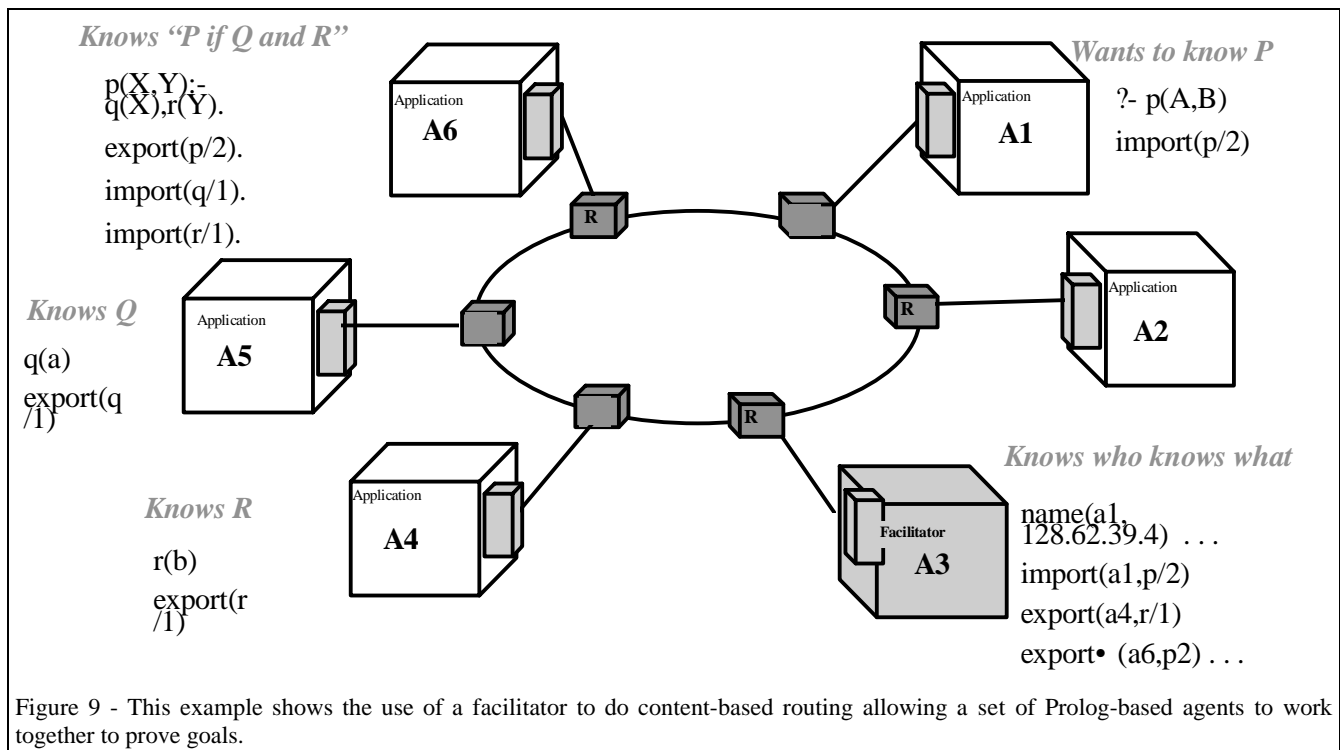 Knows “P if Q and R”
p(X,Y):-
q(X),r(Y).
export(p/2).
import(q/1).
import(r/1).
Application
A6
Wants to know P
?- p(A,B)
import(p/2)
Application
A1
R
R
Application
A2
Knows Q
q(a)
export(q
/1)
Application
A5
R
Knows R
r(b)
export(r
/1)
Application
A4
Knows who knows what
name(a1,
128.62.39.4) . . .
import(a1,p/2)
export(a4,r/1)
export• (a6,p2) . . .
Facilitator
A3
Figure 9 - This example shows the use of a facilitator to do content-based routing allowing a set of Prolog-based agents to work
together to prove goals.